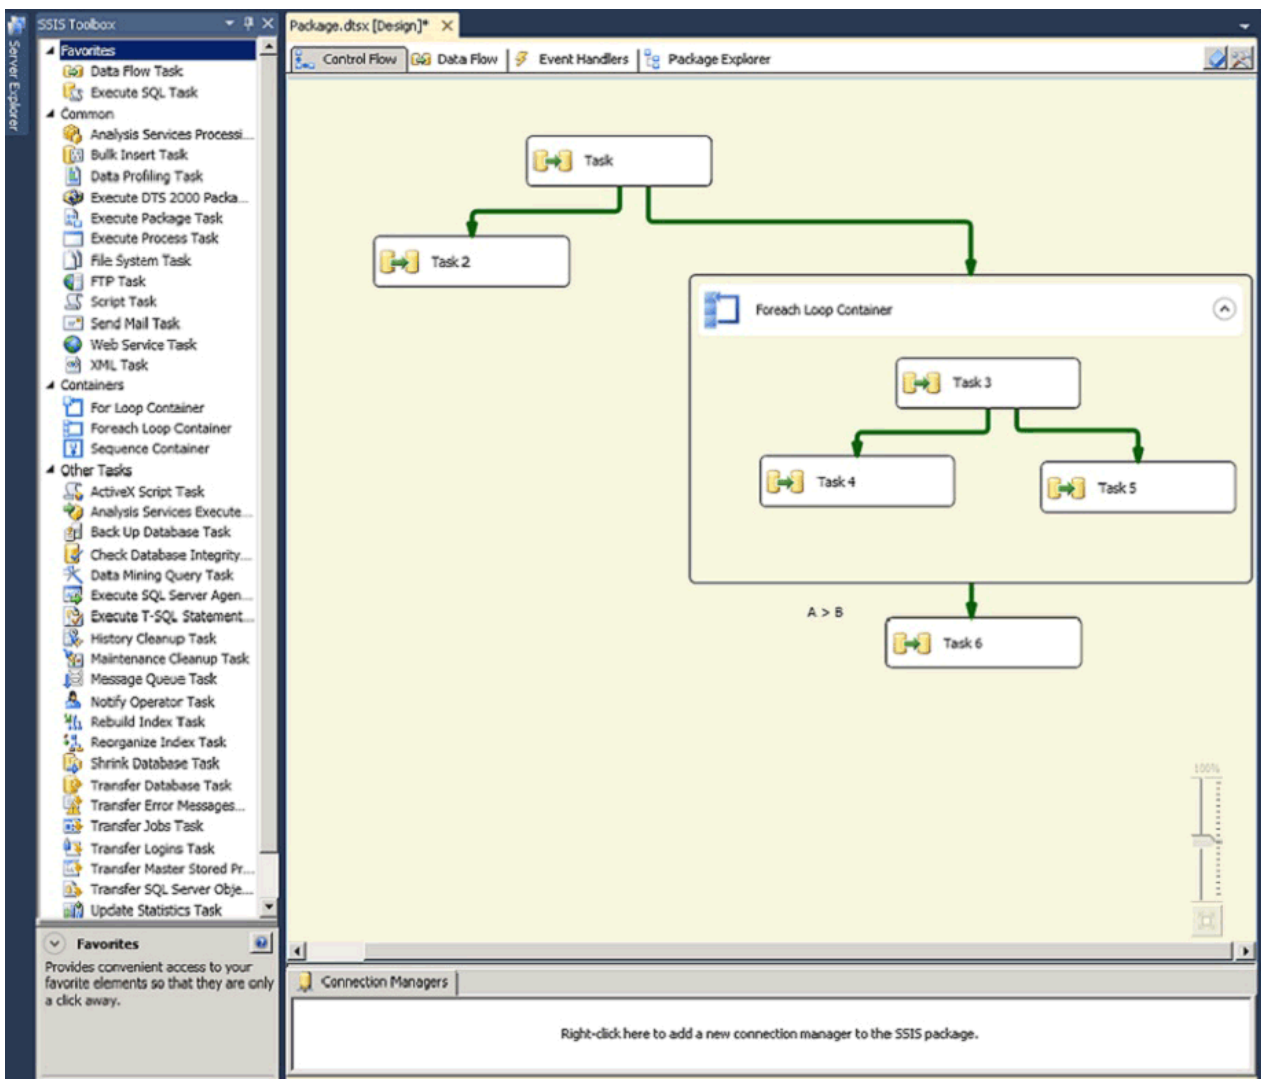 Server Explorer
SSIS Toolbox
Favorites
Data Flow Task
Execute SQL Task
Common
Analysis Services Processi...
Bulk Insert Task
Data Profiling Task
Execute DTS 2000 Packa...
Execute Package Task
Execute Process Task
File System Task
FTP Task
Script Task
Send Mail Task
Web Service Task
XML Task
Containers
For Loop Container
Foreach Loop Container
Sequence Container
Other Tasks
ActiveX Script Task
Analysis Services Execute...
Back Up Database Task
Check Database Integrity...
Data Mining Query Task
Execute SQL Server Agen...
Execute T-SQL Statement...
History Cleanup Task
Maintenance Cleanup Task
Message Queue Task
Notify Operator Task
Rebuild Index Task
Reorganize Index Task
Shrink Database Task
Transfer Database Task
Transfer Error Messages...
Transfer Jobs Task
Transfer Logins Task
Transfer Master Stored Pr...
Transfer SQL Server Obje...
Update Statistics Task
Favorites
Provides convenient access to your
favorite elements so that they are only
a click away.
Package.dtsx [Design]*
Control Flow
Data Flow
Event Handlers
Package Explorer
Task
Task 2
Foreach Loop Container
Task 3
Task 4
Task 5
A > B
Task 6
100%
Connection Managers
Right-click here to add a new connection manager to the SSIS package.